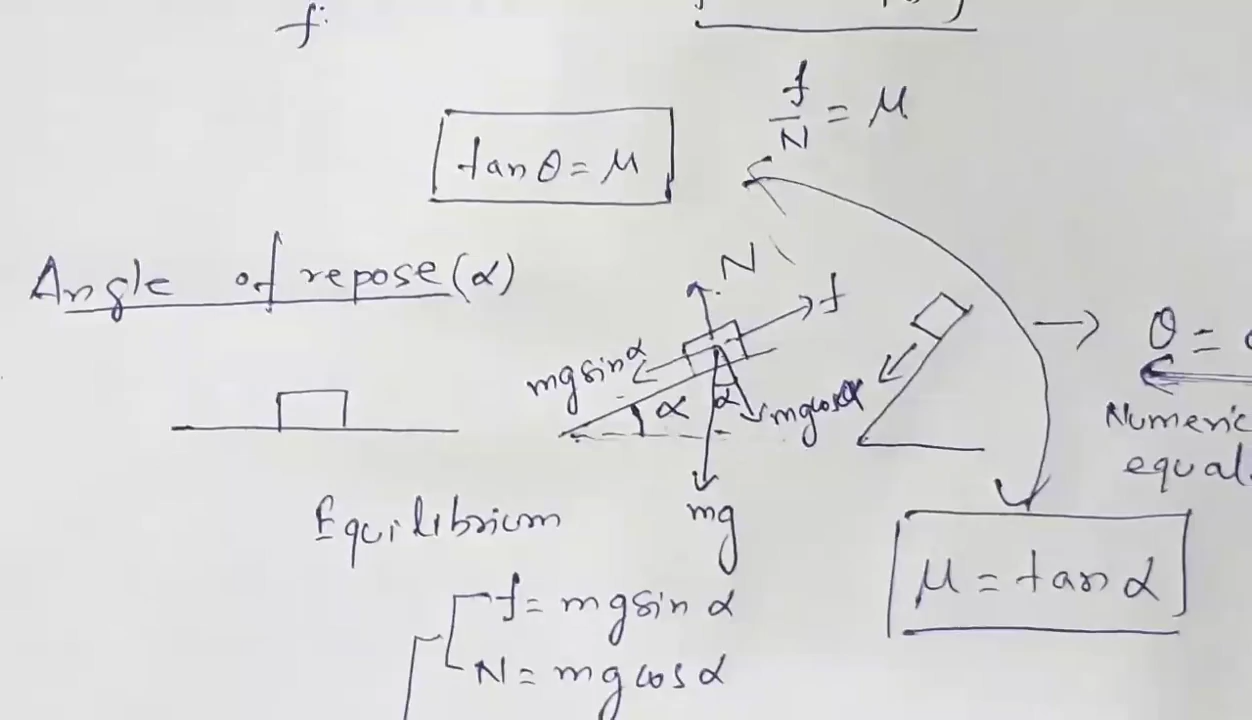 f
f/N = μ
tan θ = μ
Angle of repose (α)
N
f
mg sin α
α
α
mg cos α
mg
θ =
Numeric
equal.
Equilibrium
μ = tan α
f = mg sin α
N = mg cos α